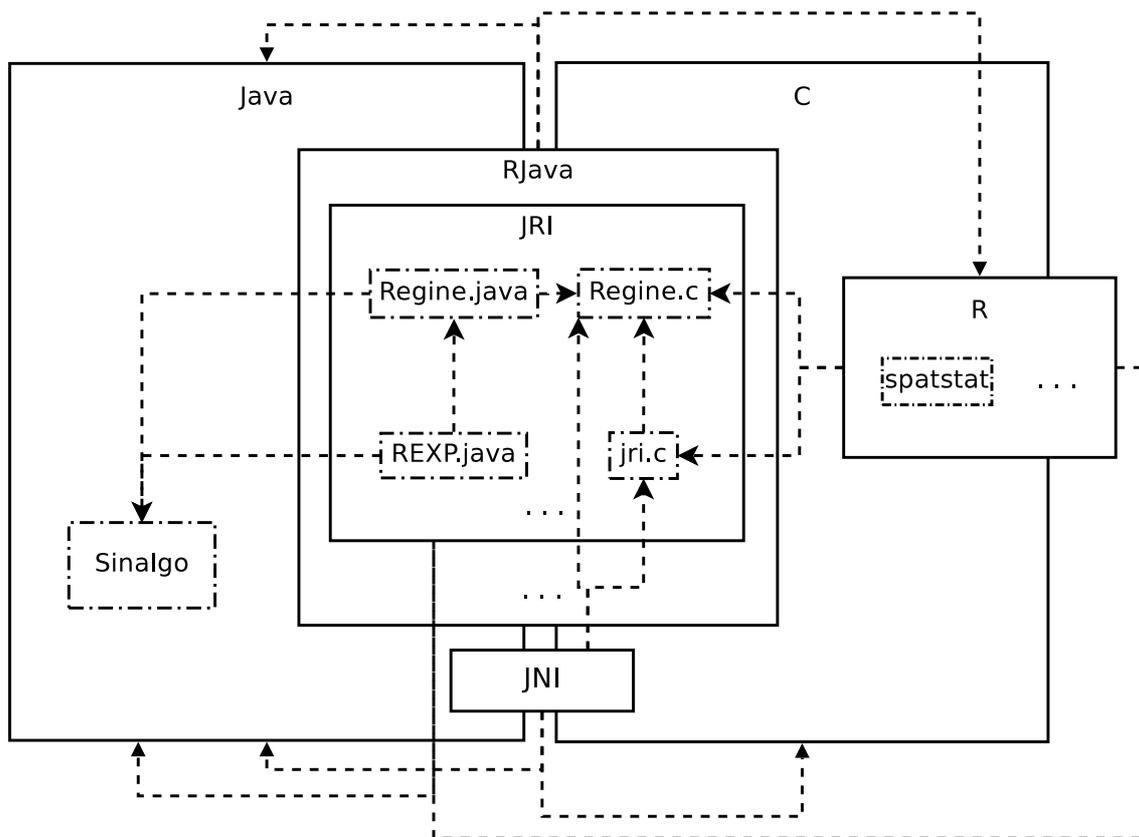 Java
C
RJava
JRI
Regine.java
Regine.c
R
spatstat
. . .
REXP.java
jri.c
. . .
Sinalgo
. . .
JNI